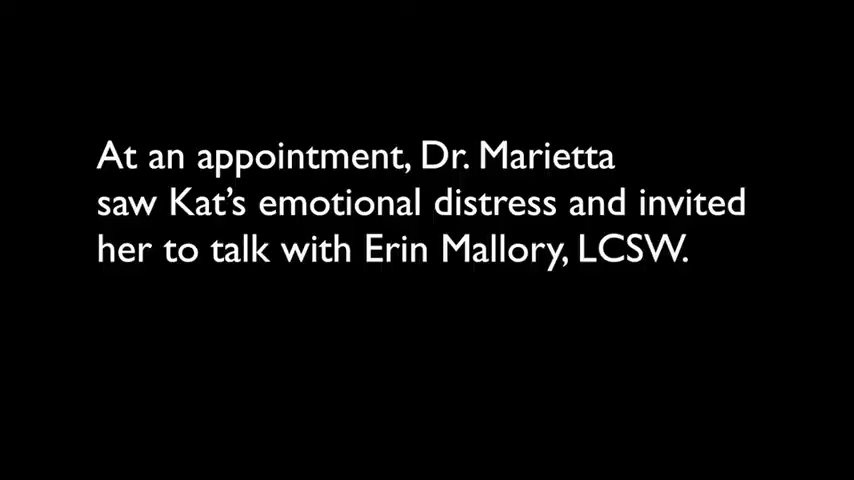 At an appointment, Dr. Marietta
saw Kat’s emotional distress and invited
her to talk with Erin Mallory, LCSW.